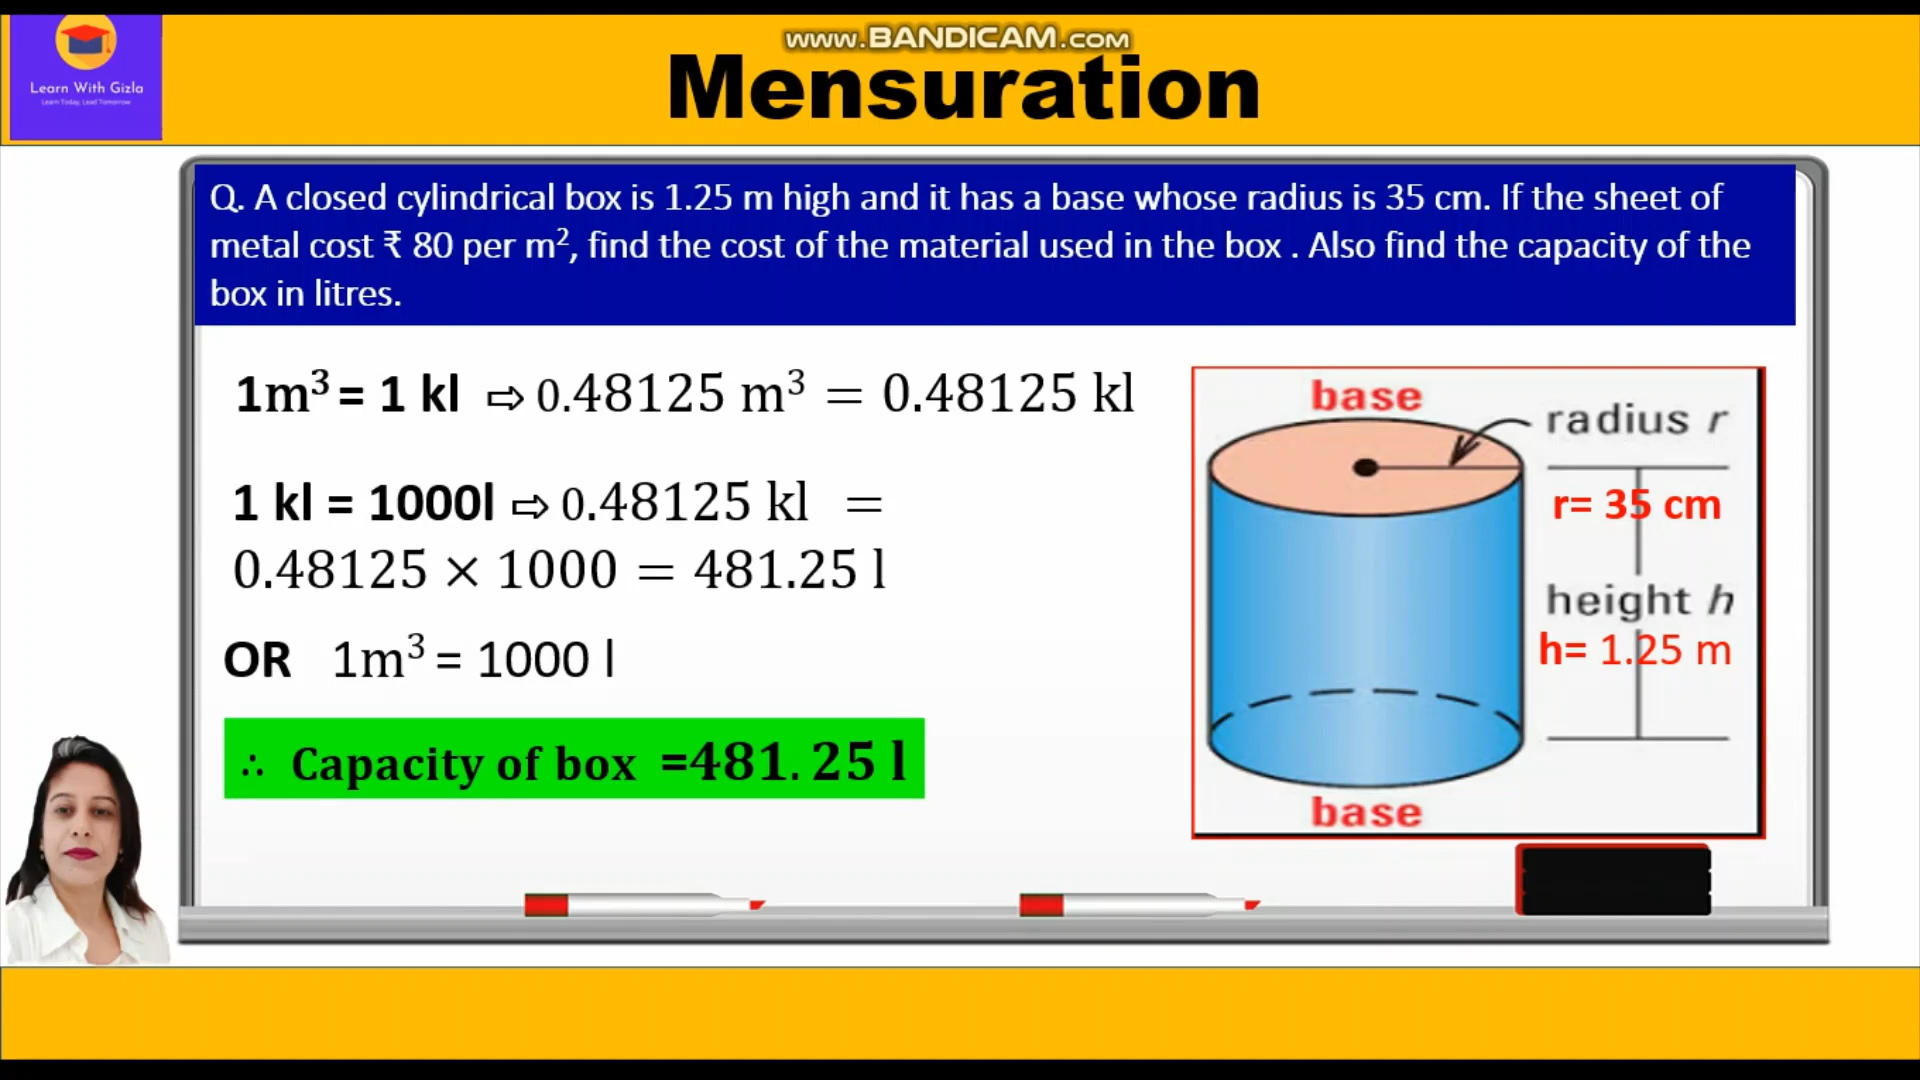 www.BANDICAM.com
Learn With Gizla
Learn Today, Lead Tomorrow
Mensuration
Q. A closed cylindrical box is 1.25 m high and it has a base whose radius is 35 cm. If the sheet of
metal cost ₹ 80 per m², find the cost of the material used in the box . Also find the capacity of the
box in litres.
1m³ = 1 kl ⇨ 0.48125 m³ = 0.48125 kl
1 kl = 1000l ⇨ 0.48125 kl =
0.48125 × 1000 = 481.25 l
OR 1m³ = 1000 l
∴ Capacity of box =481.25 l
base
radius r
r= 35 cm
height h
h= 1.25 m
base